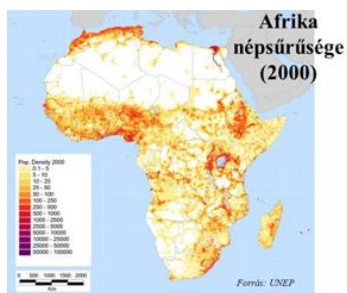 Afrika
népsűrűsége
(2000)
Pop. Density 2000
0.1 - 5
5 - 10
10 - 25
25 - 50
50 - 100
100 - 250
250 - 500
500 - 1000
1000 - 2500
2500 - 5000
5000 - 10000
10000 - 25000
25000 - 50000
50000 - 100000
0 500 1000 1500 2000
Km
Forrás: UNEP